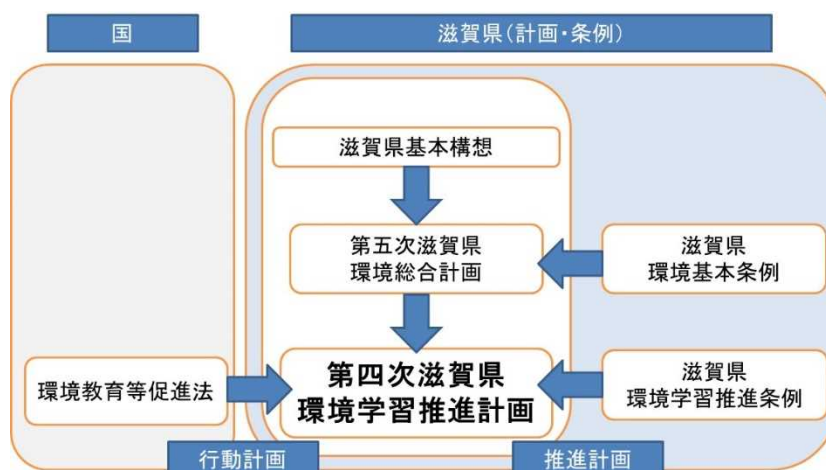 国
滋賀県(計画・条例)
滋賀県基本構想
第五次滋賀県
環境総合計画
滋賀県
環境基本条例
環境教育等促進法
第四次滋賀県
環境学習推進計画
滋賀県
環境学習推進条例
行動計画
推進計画